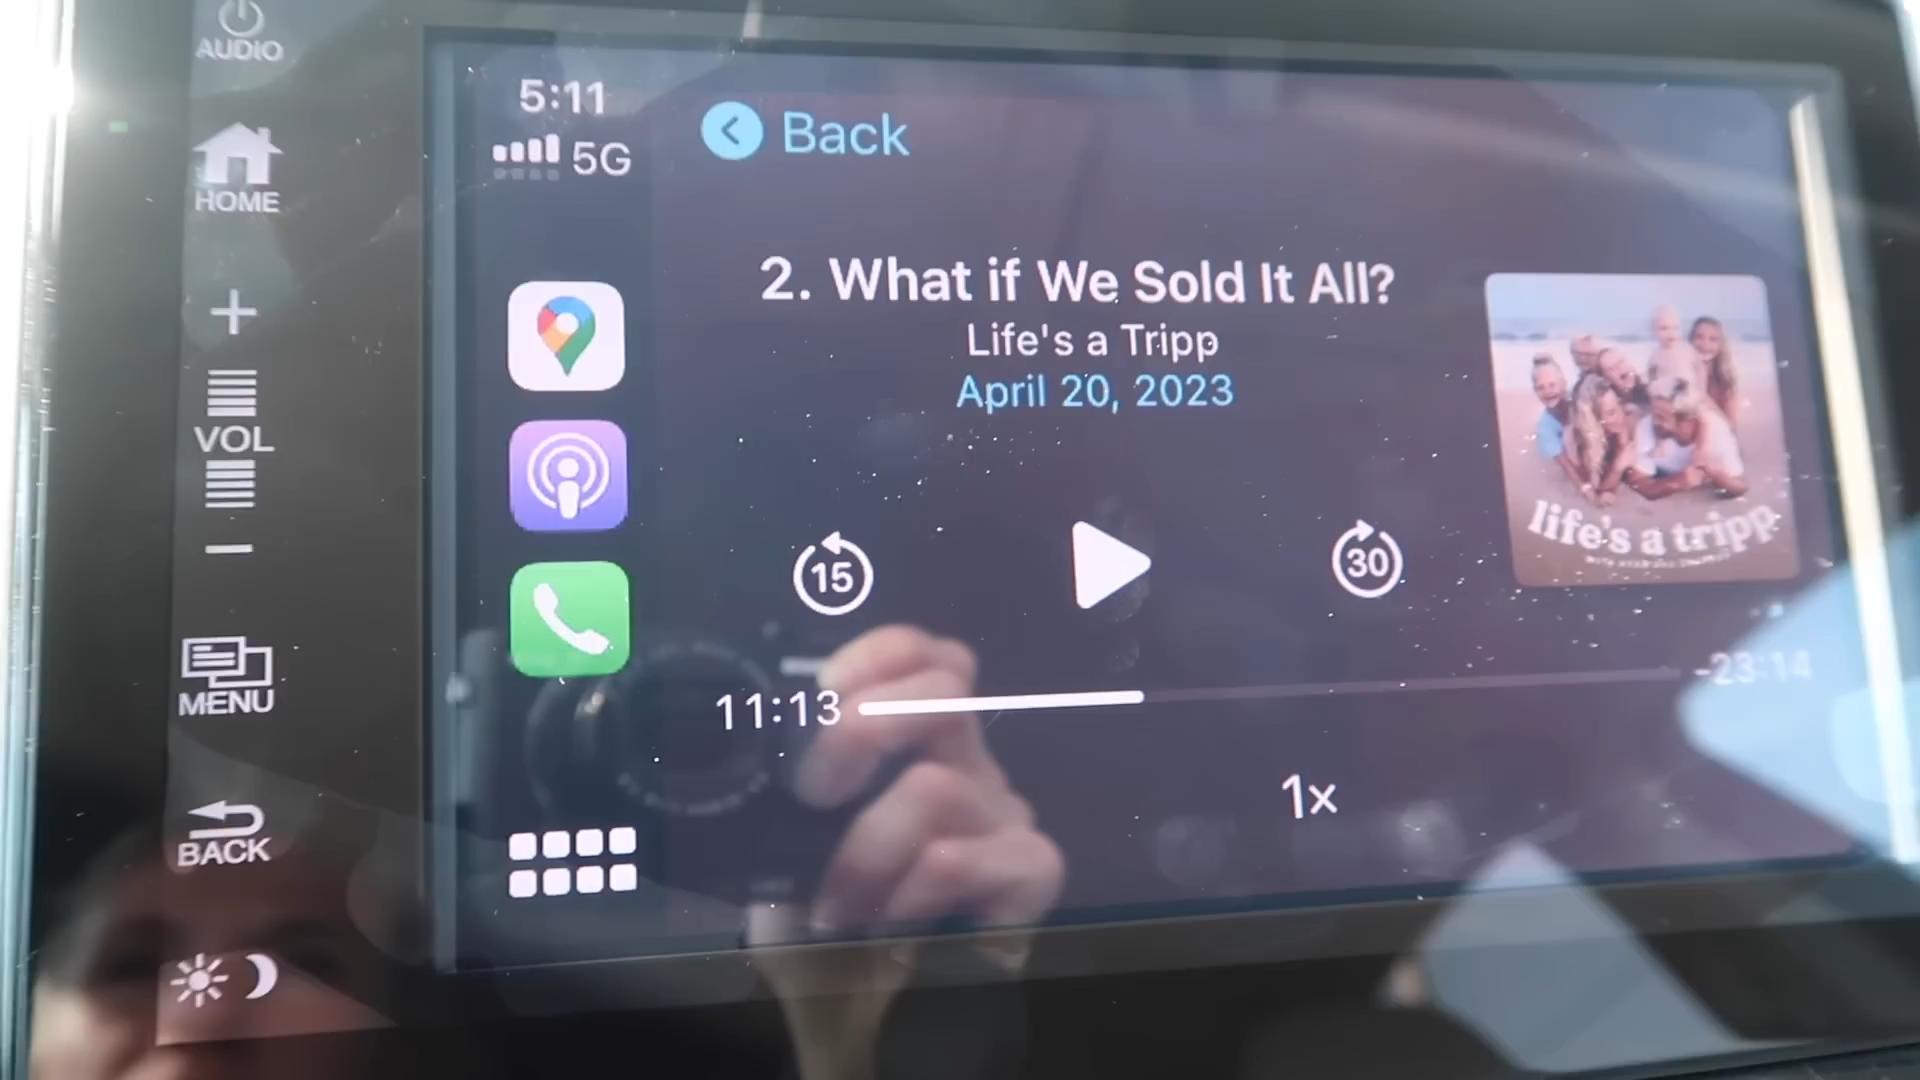 AUDIO
HOME
+
VOL
−
MENU
BACK
5:11
5G
Back
2. What if We Sold It All?
Life's a Tripp
April 20, 2023
15
30
life's a tripp
11:13
-23:14
1x